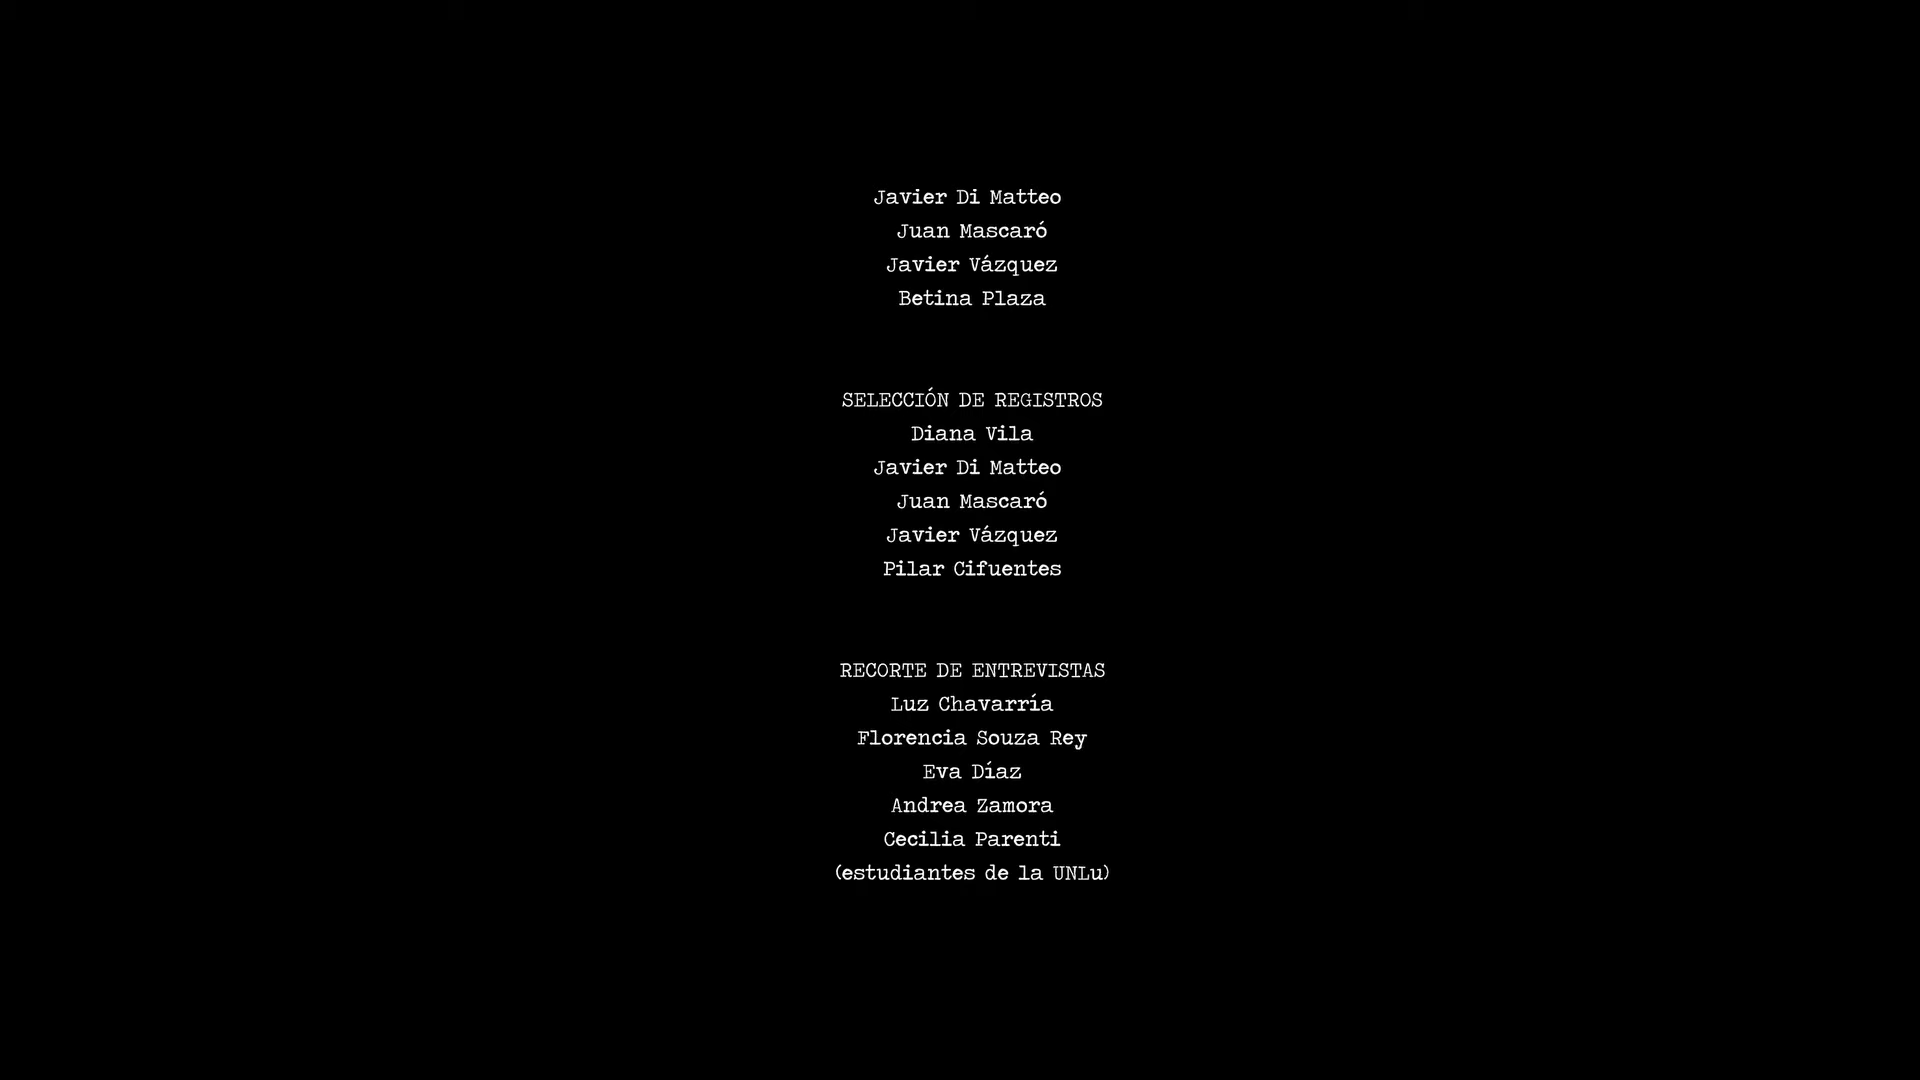 Javier Di Matteo
Juan Mascaró
Javier Vázquez
Betina Plaza
SELECCIÓN DE REGISTROS
Diana Vila
Javier Di Matteo
Juan Mascaró
Javier Vázquez
Pilar Cifuentes
RECORTE DE ENTREVISTAS
Luz Chavarría
Florencia Souza Rey
Eva Díaz
Andrea Zamora
Cecilia Parenti
(estudiantes de la UNLu)